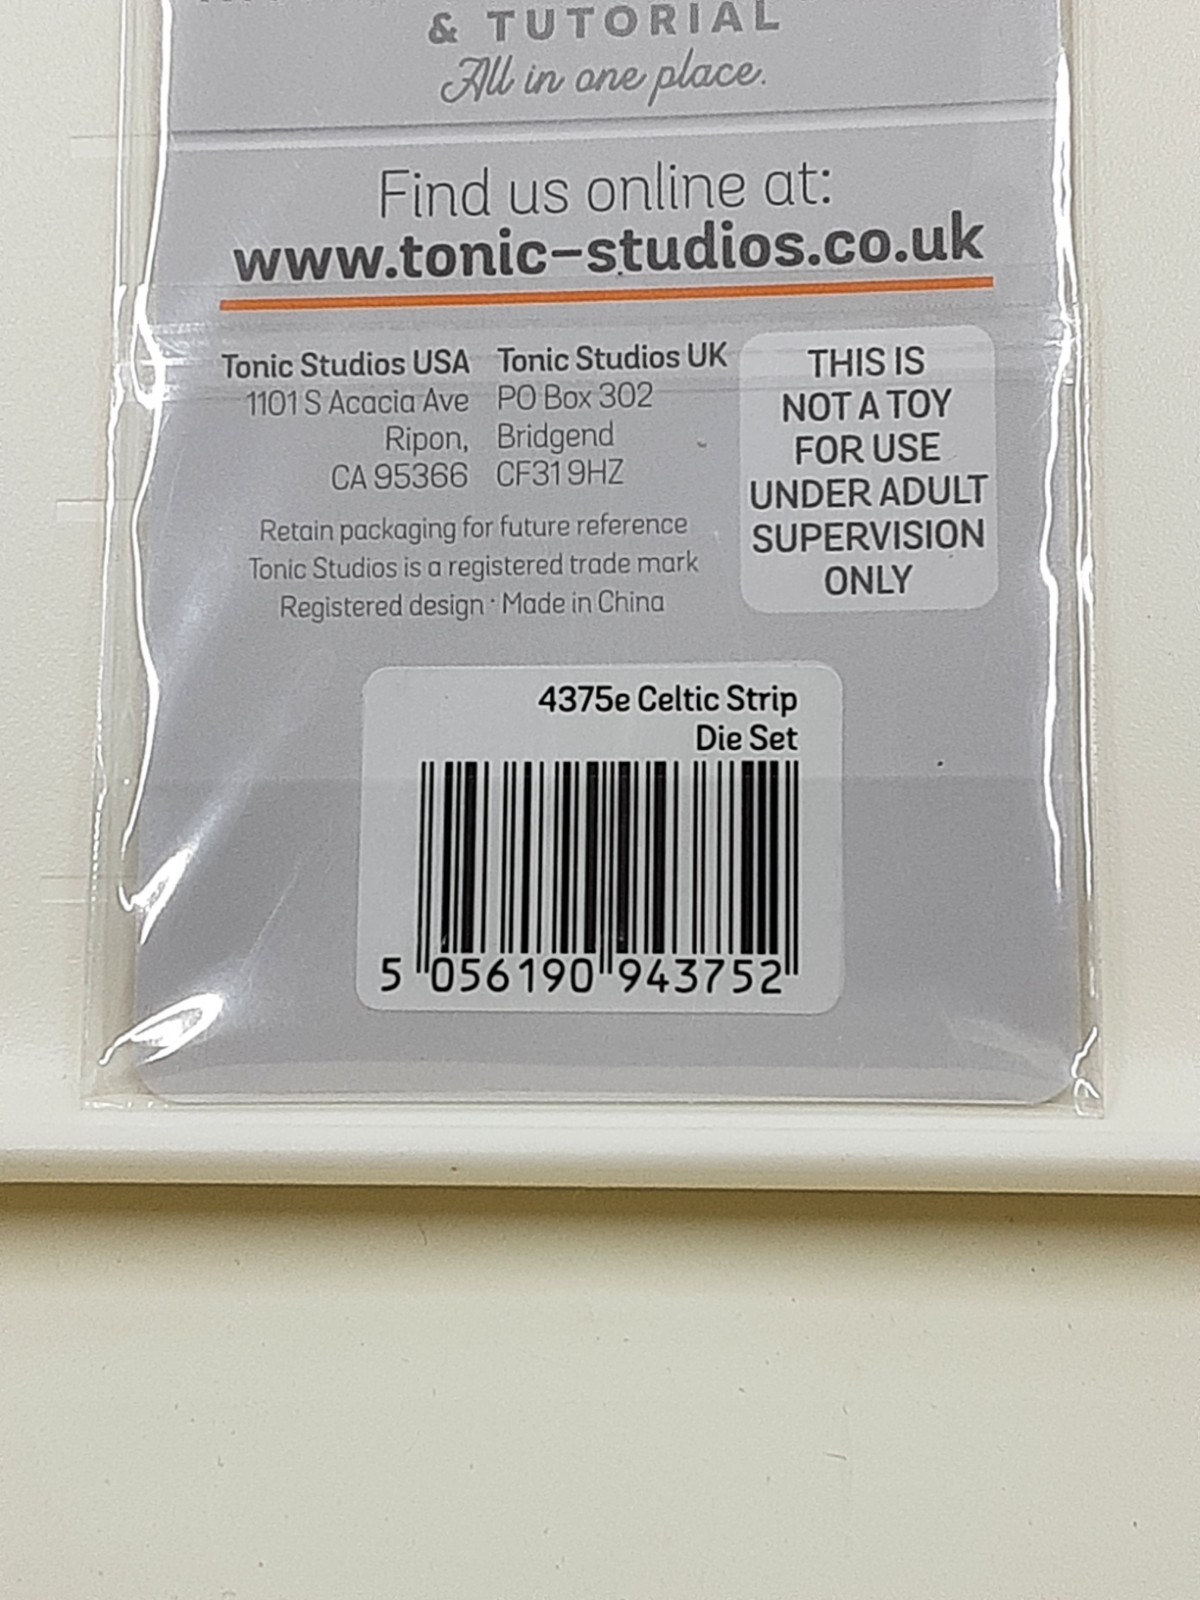 & TUTORIAL
All in one place.
Find us online at:
www.tonic-studios.co.uk
Tonic Studios USA
1101 S Acacia Ave
Ripon,
CA 95366
Tonic Studios UK
PO Box 302
Bridgend
CF31 9HZ
THIS IS
NOT A TOY
FOR USE
UNDER ADULT
SUPERVISION
ONLY
Retain packaging for future reference
Tonic Studios is a registered trade mark
Registered design · Made in China
4375e Celtic Strip
Die Set
5 056190 943752